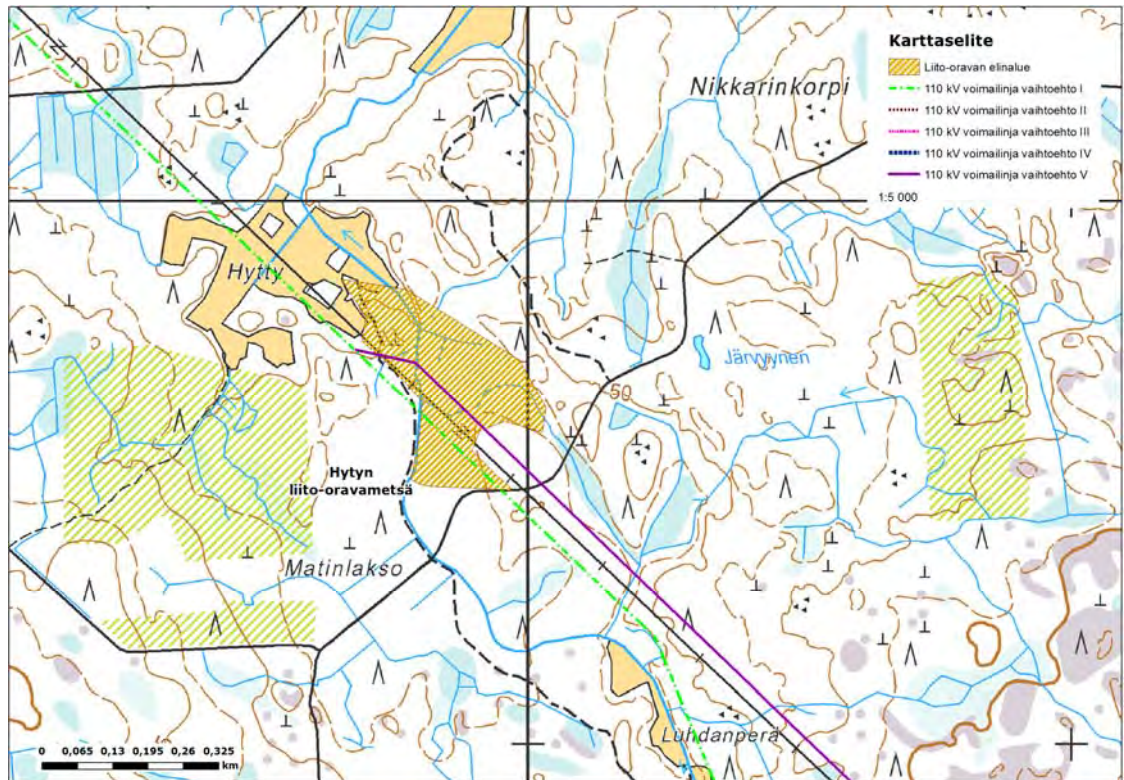 Karttaselite
Liito-oravan elinalue
110 kV voimailinja vaihtoehto I
110 kV voimailinja vaihtoehto II
110 kV voimailinja vaihtoehto III
110 kV voimailinja vaihtoehto IV
110 kV voimailinja vaihtoehto V
1:5 000
Nikkarinkorpi
Hytty
Järvyynen
50
Hytyn
liito-oravametsä
Matinlakso
Luhdanperä
0 0,065 0,13 0,195 0,26 0,325
km